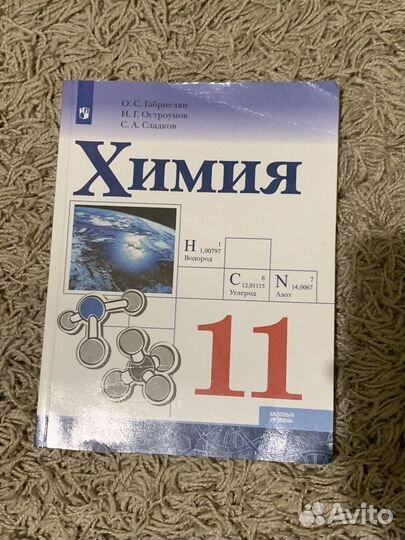 О. С. Габриелян
И. Г. Остроумов
С. А. Сладков
Химия
H 1
1,00797
Водород
C 6
12,01115
Углерод
N 7
14,0067
Азот
11
БАЗОВЫЙ
УРОВЕНЬ
Avito